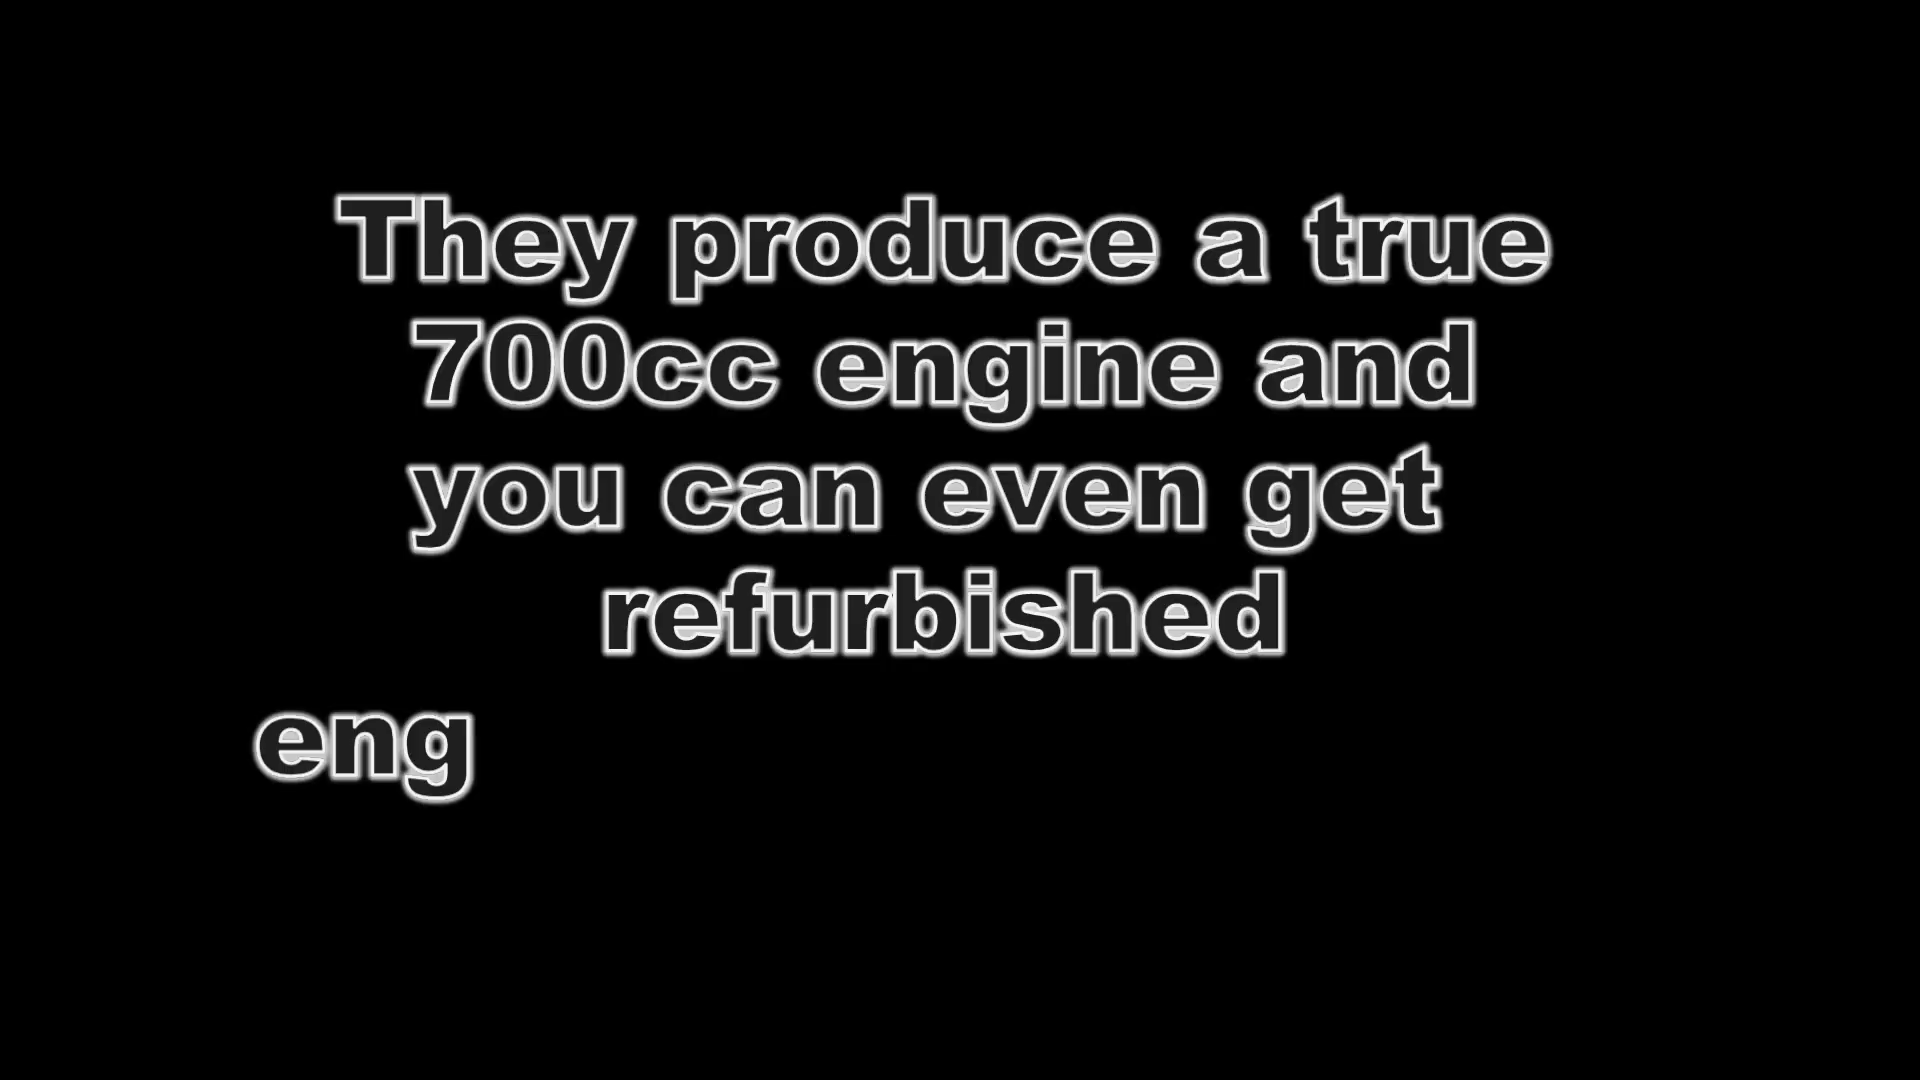 They produce a true
700cc engine and
you can even get
refurbished
eng